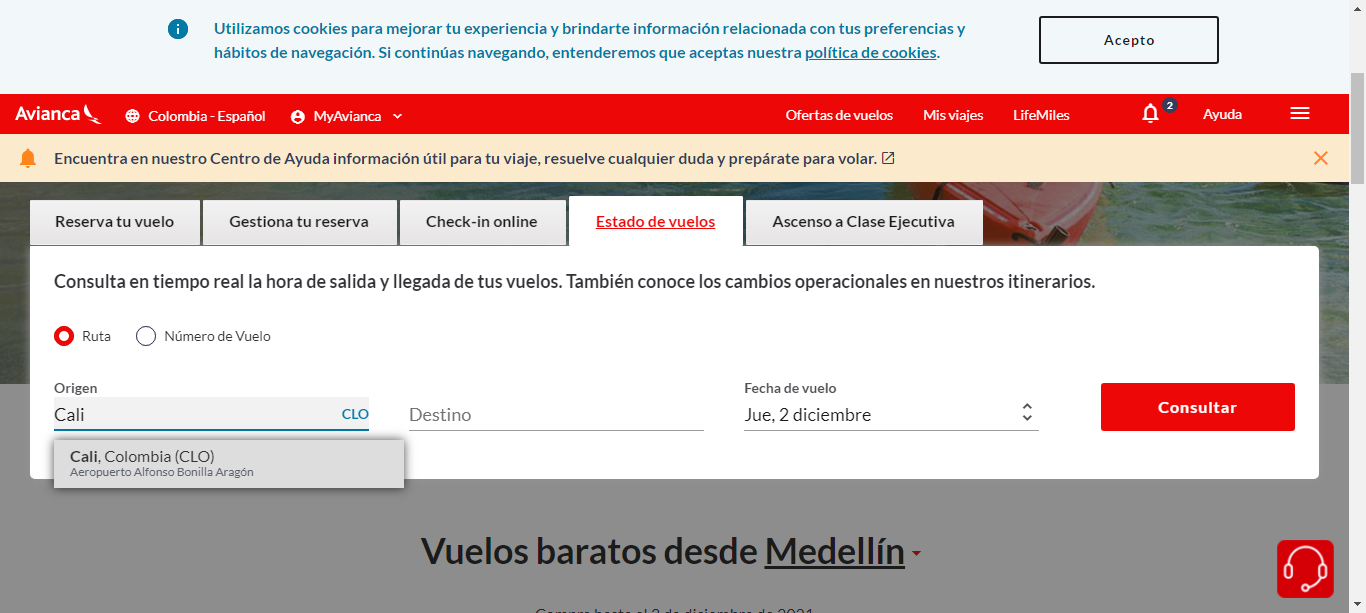 Utilizamos cookies para mejorar tu experiencia y brindarte información relacionada con tus preferencias y
hábitos de navegación. Si continúas navegando, entenderemos que aceptas nuestra política de cookies.
Acepto
Avianca
Colombia - Español
MyAvianca
Ofertas de vuelos
Mis viajes
LifeMiles
2
Ayuda
Encuentra en nuestro Centro de Ayuda información útil para tu viaje, resuelve cualquier duda y prepárate para volar.
Reserva tu vuelo
Gestiona tu reserva
Check-in online
Estado de vuelos
Ascenso a Clase Ejecutiva
Consulta en tiempo real la hora de salida y llegada de tus vuelos. También conoce los cambios operacionales en nuestros itinerarios.
Ruta
Número de Vuelo
Origen
Cali
CLO
Destino
Fecha de vuelo
Jue, 2 diciembre
Consultar
Cali, Colombia (CLO)
Aeropuerto Alfonso Bonilla Aragón
Vuelos baratos desde Medellín